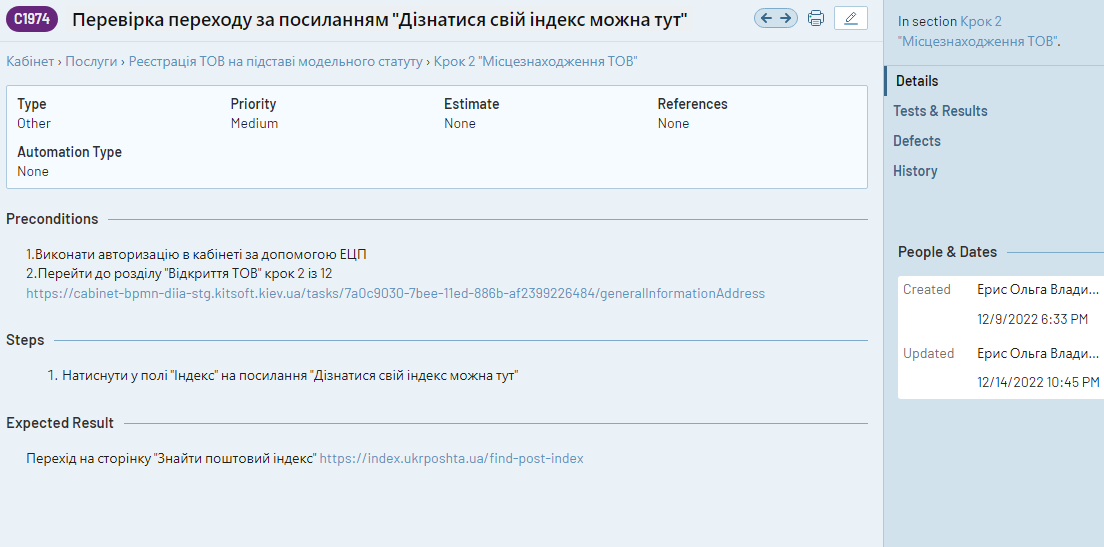 C1974 Перевірка переходу за посиланням "Дізнатися свій індекс можна тут"
Кабінет › Послуги › Реєстрація ТОВ на підставі модельного статуту › Крок 2 "Місцезнаходження ТОВ"
Type Priority Estimate References
Other Medium None None
Automation Type
None
Preconditions
1.Виконати авторизацію в кабінеті за допомогою ЕЦП
2.Перейти до розділу "Відкриття ТОВ" крок 2 із 12
https://cabinet-bpmn-diia-stg.kitsoft.kiev.ua/tasks/7a0c9030-7bee-11ed-886b-af2399226484/generalInformationAddress
Steps
1. Натиснути у полі "Індекс" на посилання "Дізнатися свій індекс можна тут"
Expected Result
Перехід на сторінку "Знайти поштовий індекс" https://index.ukrposhta.ua/find-post-index
In section Крок 2
"Місцезнаходження ТОВ".
Details
Tests & Results
Defects
History
People & Dates
Created Ерис Ольга Влади...
12/9/2022 6:33 PM
Updated Ерис Ольга Влади...
12/14/2022 10:45 PM